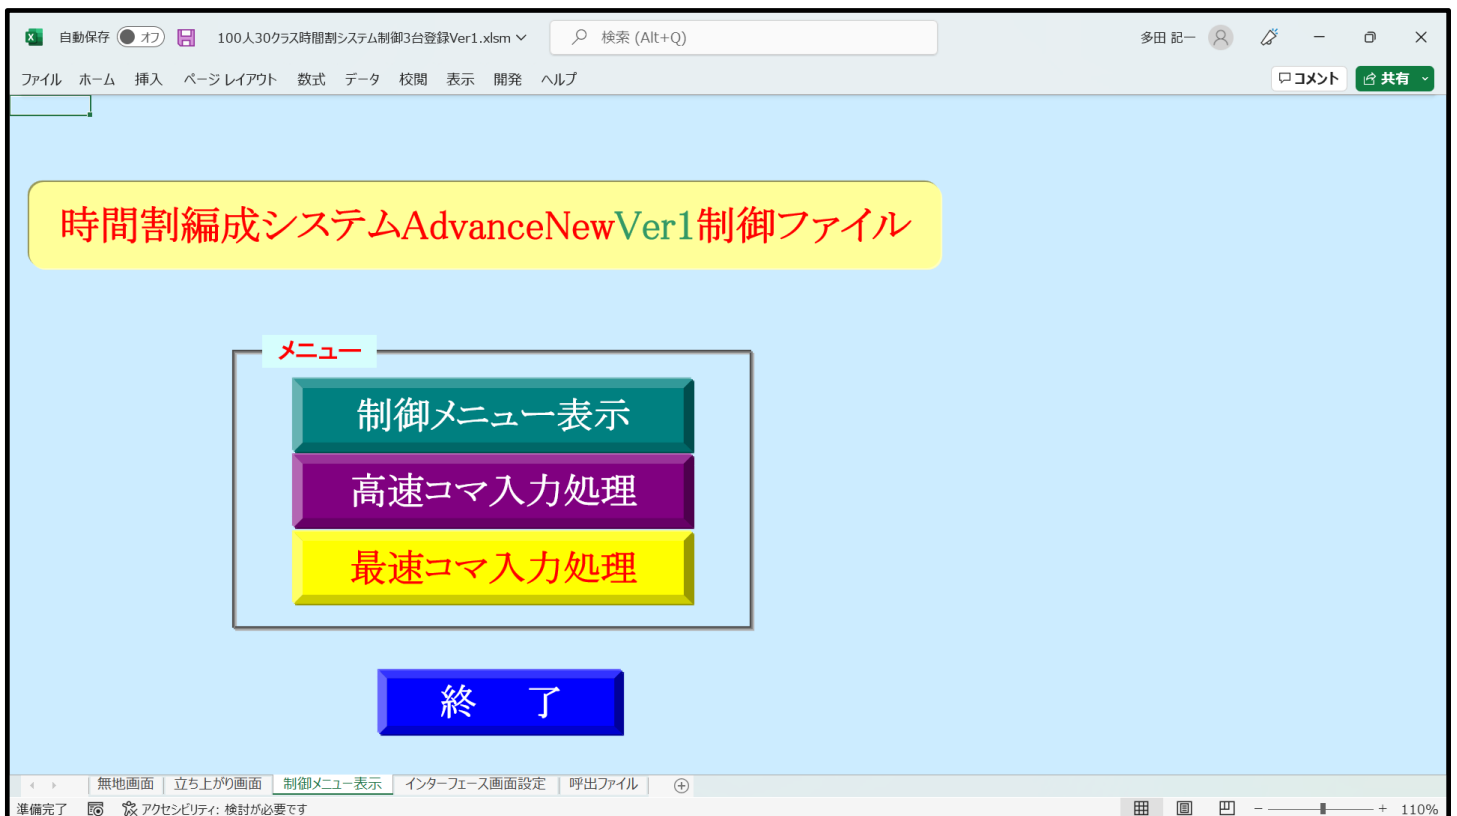 自動保存 オフ 100人30クラス時間割システム制御3台登録Ver1.xlsm 検索 (Alt+Q) 多田 記一
ファイル ホーム 挿入 ページ レイアウト 数式 データ 校閲 表示 開発 ヘルプ コメント 共有
時間割編成システムAdvanceNewVer1制御ファイル
メニュー
制御メニュー表示
高速コマ入力処理
最速コマ入力処理
終 了
無地画面 立ち上がり画面 制御メニュー表示 インターフェース画面設定 呼出ファイル
準備完了 アクセシビリティ: 検討が必要です 110%